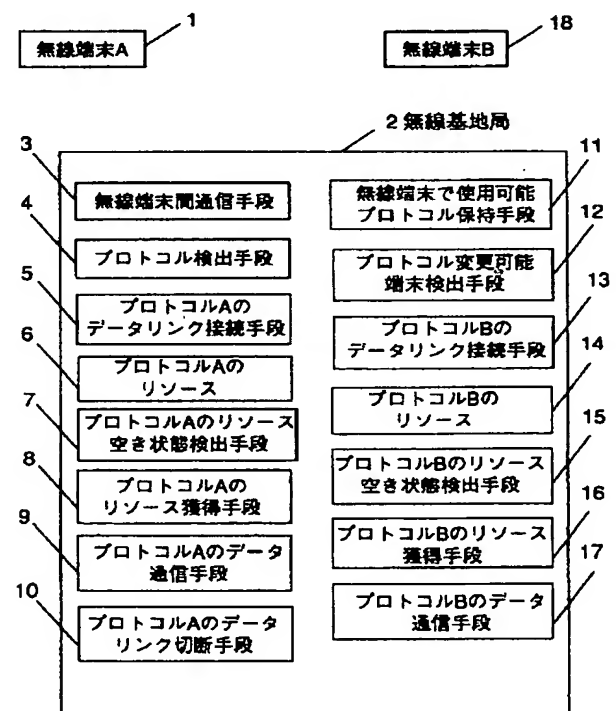 1
無線端末A
18
無線端末B
2 無線基地局
3
無線端末間通信手段
4
プロトコル検出手段
5
プロトコルAの
データリンク接続手段
6
プロトコルAの
リソース
7
プロトコルAのリソース
空き状態検出手段
8
プロトコルAの
リソース獲得手段
9
プロトコルAのデータ
通信手段
10
プロトコルAのデータ
リンク切断手段
11
無線端末で使用可能
プロトコル保持手段
12
プロトコル変更可能
端末検出手段
13
プロトコルBの
データリンク接続手段
14
プロトコルBの
リソース
15
プロトコルBのリソース
空き状態検出手段
16
プロトコルBのリソース
獲得手段
17
プロトコルBのデータ
通信手段